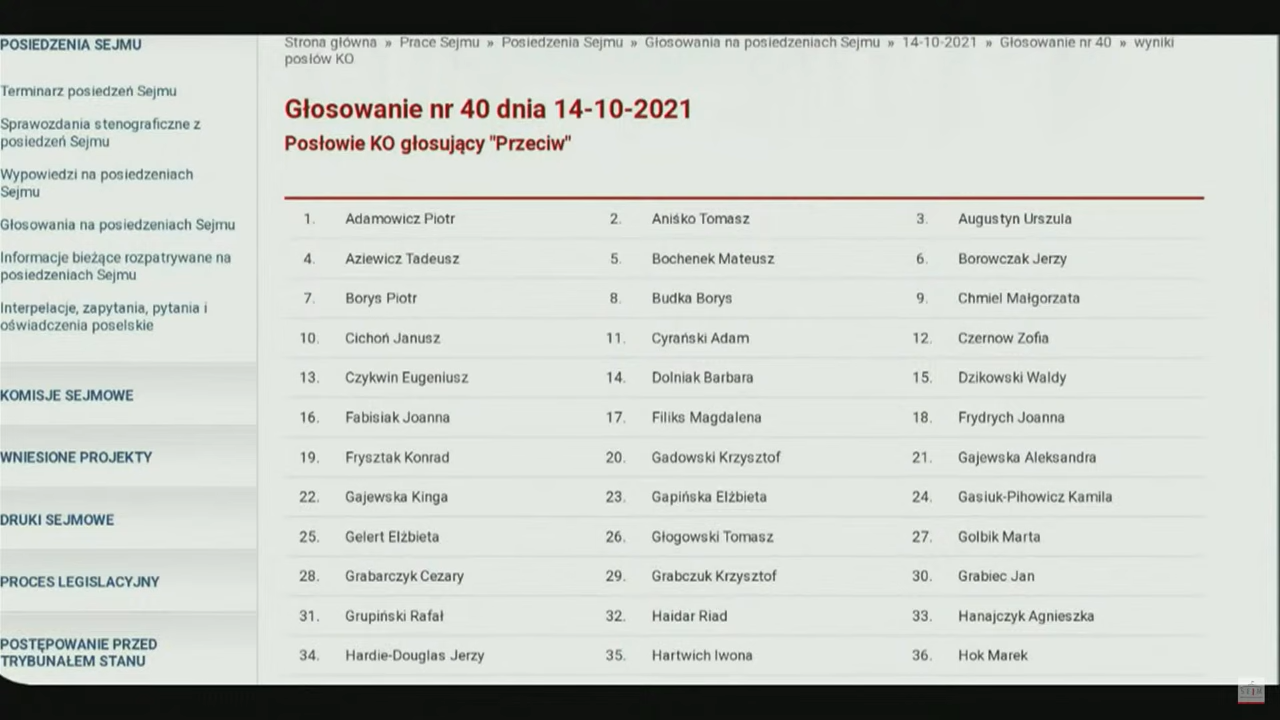 POSIEDZENIA SEJMU
Terminarz posiedzeń Sejmu
Sprawozdania stenograficzne z
posiedzeń Sejmu
Wypowiedzi na posiedzeniach
Sejmu
Głosowania na posiedzeniach Sejmu
Informacje bieżące rozpatrywane na
posiedzeniach Sejmu
Interpelacje, zapytania, pytania i
oświadczenia poselskie
KOMISJE SEJMOWE
WNIESIONE PROJEKTY
DRUKI SEJMOWE
PROCES LEGISLACYJNY
POSTĘPOWANIE PRZED
TRYBUNAŁEM STANU
Strona główna » Prace Sejmu » Posiedzenia Sejmu » Głosowania na posiedzeniach Sejmu » 14-10-2021 » Głosowanie nr 40 » wyniki
posłów KO
Głosowanie nr 40 dnia 14-10-2021
Posłowie KO głosujący "Przeciw"
1. Adamowicz Piotr 2. Aniśko Tomasz 3. Augustyn Urszula
4. Aziewicz Tadeusz 5. Bochenek Mateusz 6. Borowczak Jerzy
7. Borys Piotr 8. Budka Borys 9. Chmiel Małgorzata
10. Cichoń Janusz 11. Cyrański Adam 12. Czernow Zofia
13. Czykwin Eugeniusz 14. Dolniak Barbara 15. Dzikowski Waldy
16. Fabisiak Joanna 17. Filiks Magdalena 18. Frydrych Joanna
19. Frysztak Konrad 20. Gadowski Krzysztof 21. Gajewska Aleksandra
22. Gajewska Kinga 23. Gapińska Elżbieta 24. Gasiuk-Pihowicz Kamila
25. Gelert Elżbieta 26. Głogowski Tomasz 27. Golbik Marta
28. Grabarczyk Cezary 29. Grabczuk Krzysztof 30. Grabiec Jan
31. Grupiński Rafał 32. Haidar Riad 33. Hanajczyk Agnieszka
34. Hardie-Douglas Jerzy 35. Hartwich Iwona 36. Hok Marek